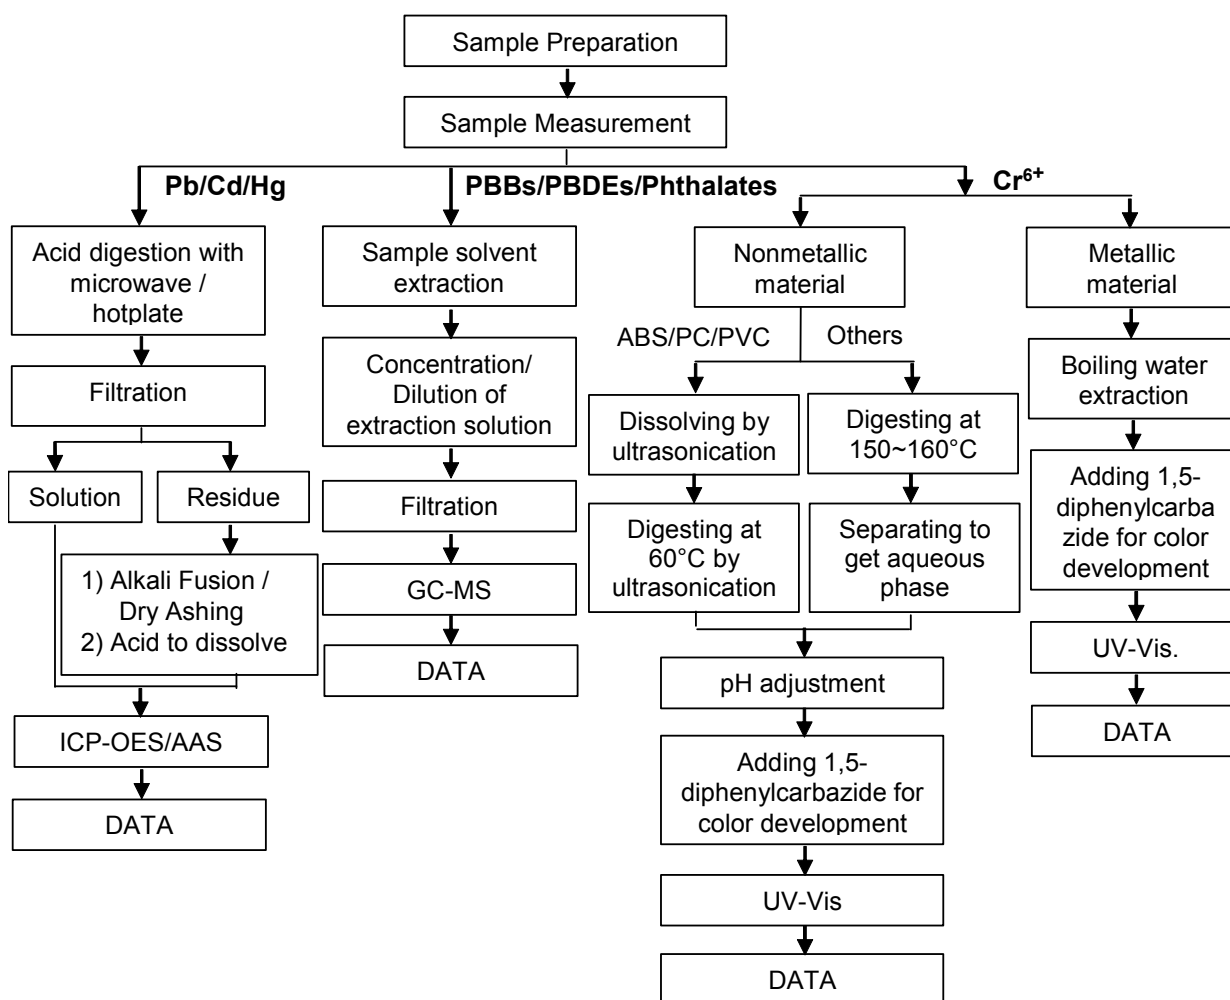 Sample Preparation
Sample Measurement
Pb/Cd/Hg
PBBs/PBDEs/Phthalates
Cr⁶⁺
Acid digestion with
microwave /
hotplate
Filtration
Solution
Residue
1) Alkali Fusion /
Dry Ashing
2) Acid to dissolve
ICP-OES/AAS
DATA
Sample solvent
extraction
Concentration/
Dilution of
extraction solution
Filtration
GC-MS
DATA
Nonmetallic
material
ABS/PC/PVC
Others
Dissolving by
ultrasonication
Digesting at
60°C by
ultrasonication
Digesting at
150~160°C
Separating to
get aqueous
phase
pH adjustment
Adding 1,5-
diphenylcarbazide for
color development
UV-Vis
DATA
Metallic
material
Boiling water
extraction
Adding 1,5-
diphenylcarba
zide for color
development
UV-Vis.
DATA